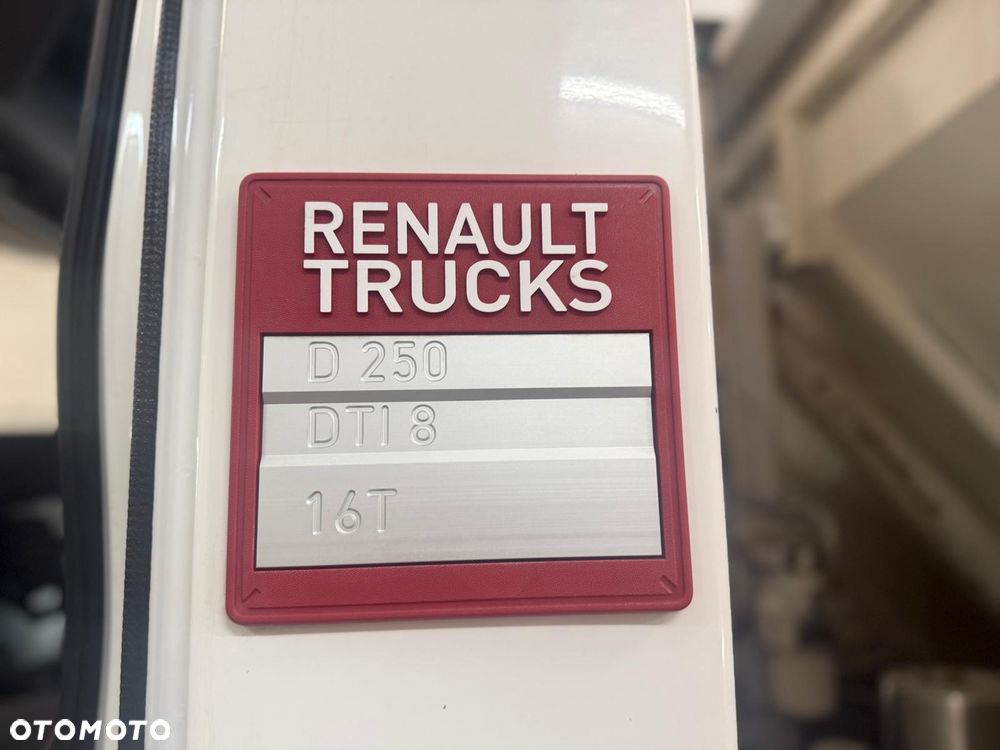 RENAULT
TRUCKS
D 250
DTI 8
16T
OTOMOTO